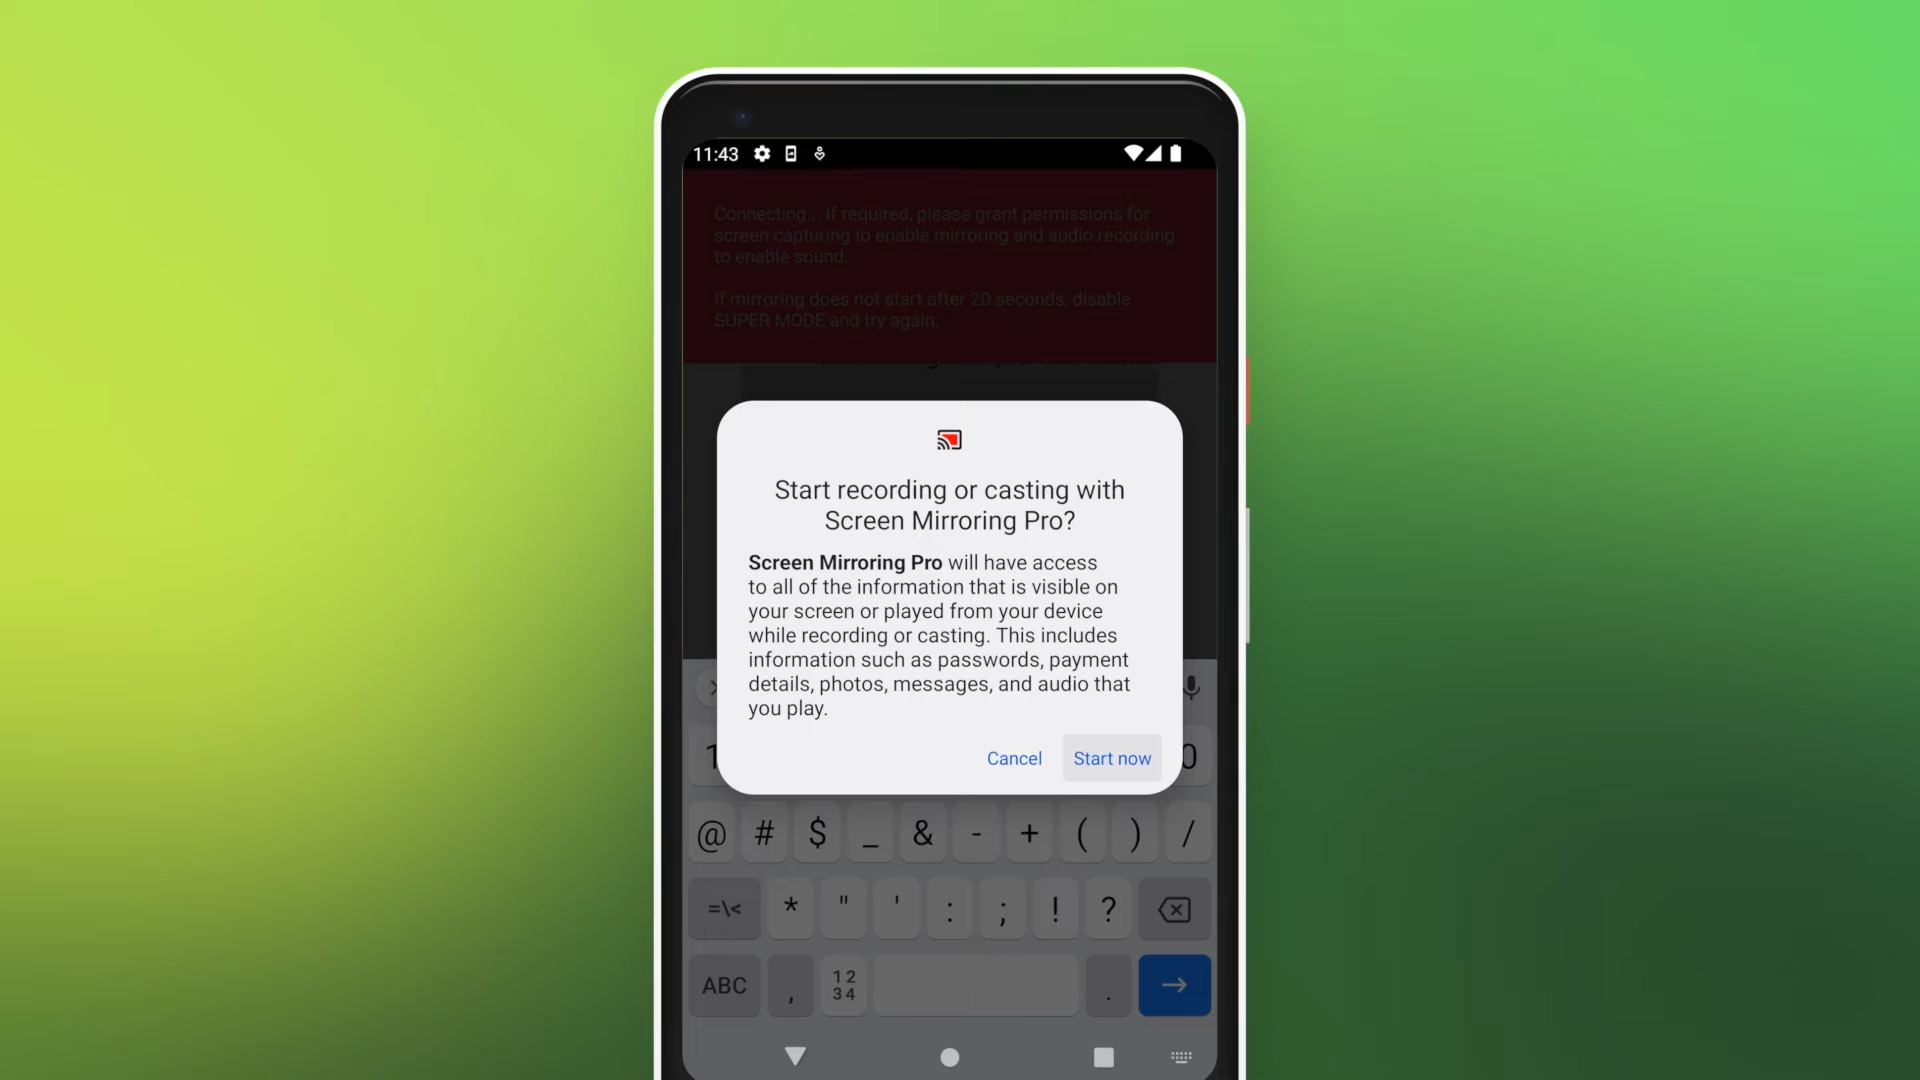 11:43
Connecting... If required, please grant permissions for
screen capturing to enable mirroring and audio recording
to enable sound.
If mirroring does not start after 20 seconds, disable
SUPER MODE and try again.
Start recording or casting with
Screen Mirroring Pro?
Screen Mirroring Pro will have access
to all of the information that is visible on
your screen or played from your device
while recording or casting. This includes
information such as passwords, payment
details, photos, messages, and audio that
you play.
Cancel Start now
1 0
@ # $ _ & - + ( ) /
=\< * " ' : ; ! ?
ABC , 12 .
34